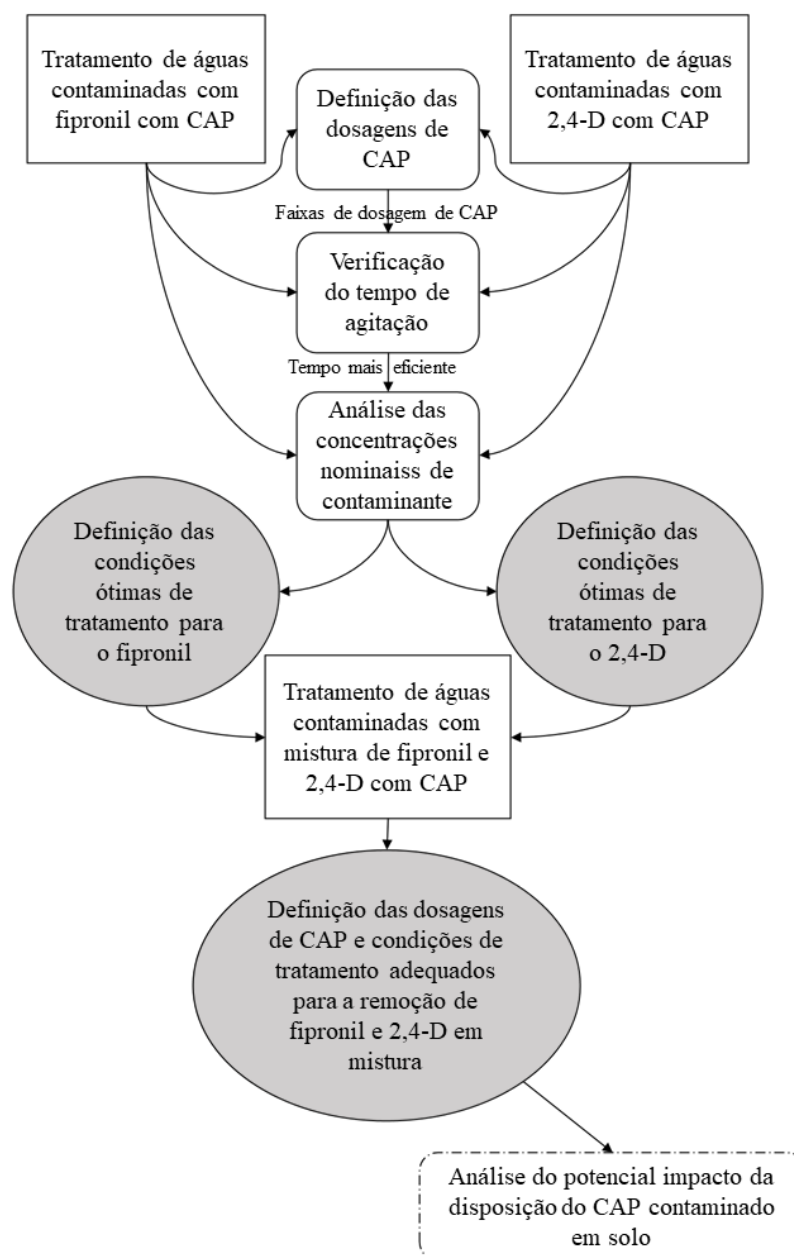 Tratamento de águas
contaminadas com
fipronil com CAP
Definição das
dosagens de
CAP
Tratamento de águas
contaminadas com
2,4-D com CAP
Faixas de dosagem de CAP
Verificação
do tempo de
agitação
Tempo mais eficiente
Análise das
concentrações
nominaiss de
contaminante
Definição das
condições
ótimas de
tratamento para
o fipronil
Definição das
condições
ótimas de
tratamento para
o 2,4-D
Tratamento de águas
contaminadas com
mistura de fipronil e
2,4-D com CAP
Definição das dosagens
de CAP e condições de
tratamento adequados
para a remoção de
fipronil e 2,4-D em
mistura
Análise do potencial impacto da
disposição do CAP contaminado
em solo